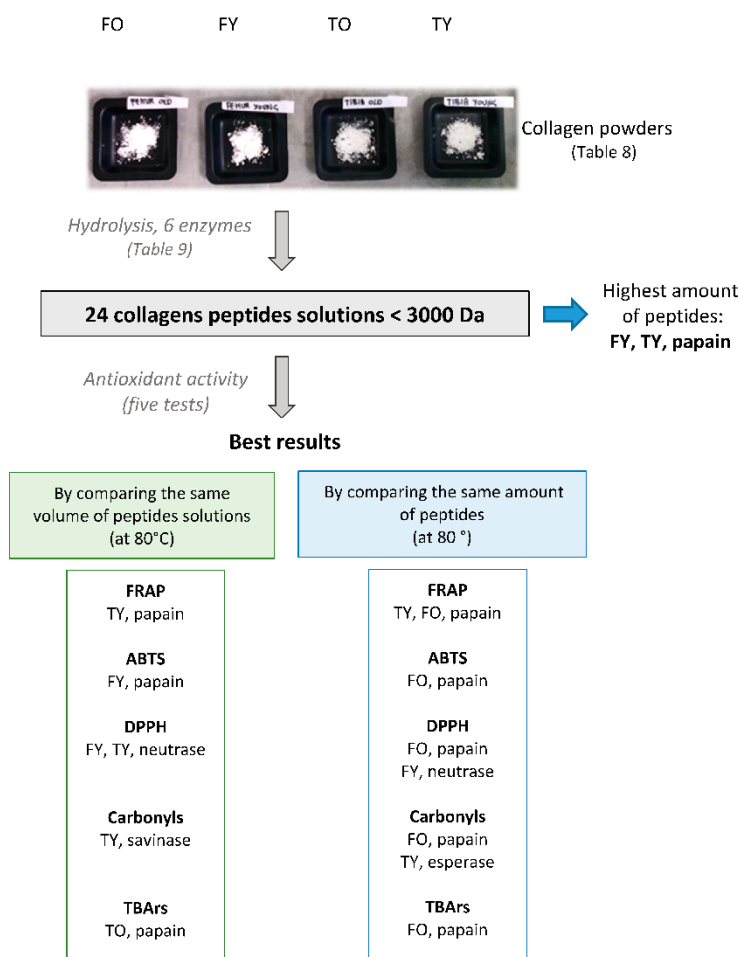 FO FY TO TY
FEMUR OLD FEMUR YOUNG TIBIA OLD TIBIA YOUNG
Collagen powders
(Table 8)
Hydrolysis, 6 enzymes
(Table 9)
24 collagens peptides solutions < 3000 Da
Highest amount
of peptides:
FY, TY, papain
Antioxidant activity
(five tests)
Best results
By comparing the same
volume of peptides solutions
(at 80°C)
By comparing the same amount
of peptides
(at 80 °)
FRAP
TY, papain
ABTS
FY, papain
DPPH
FY, TY, neutrase
Carbonyls
TY, savinase
TBArs
TO, papain
FRAP
TY, FO, papain
ABTS
FO, papain
DPPH
FO, papain
FY, neutrase
Carbonyls
FO, papain
TY, esperase
TBArs
FO, papain